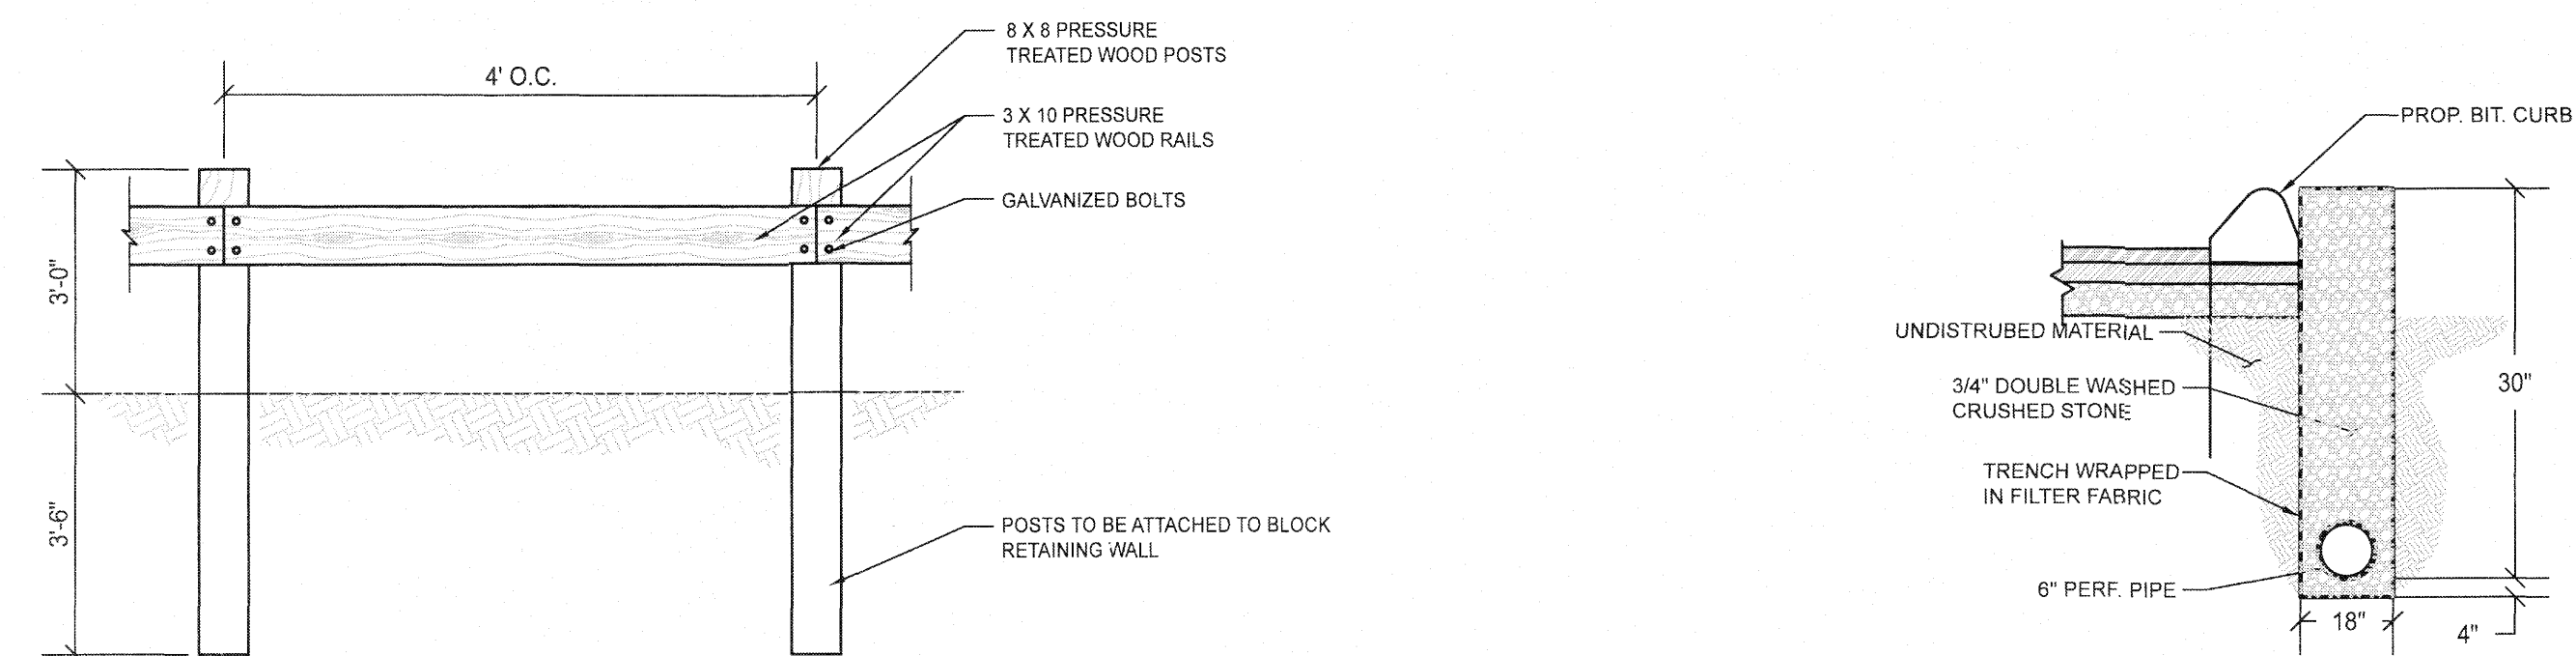 8 X 8 PRESSURE
TREATED WOOD POSTS
4' O.C.
3 X 10 PRESSURE
TREATED WOOD RAILS
GALVANIZED BOLTS
3'-0"
3'-6"
POSTS TO BE ATTACHED TO BLOCK
RETAINING WALL
PROP. BIT. CURB
UNDISTRUBED MATERIAL
3/4" DOUBLE WASHED
CRUSHED STONE
30"
TRENCH WRAPPED
IN FILTER FABRIC
6" PERF. PIPE
18"
4"